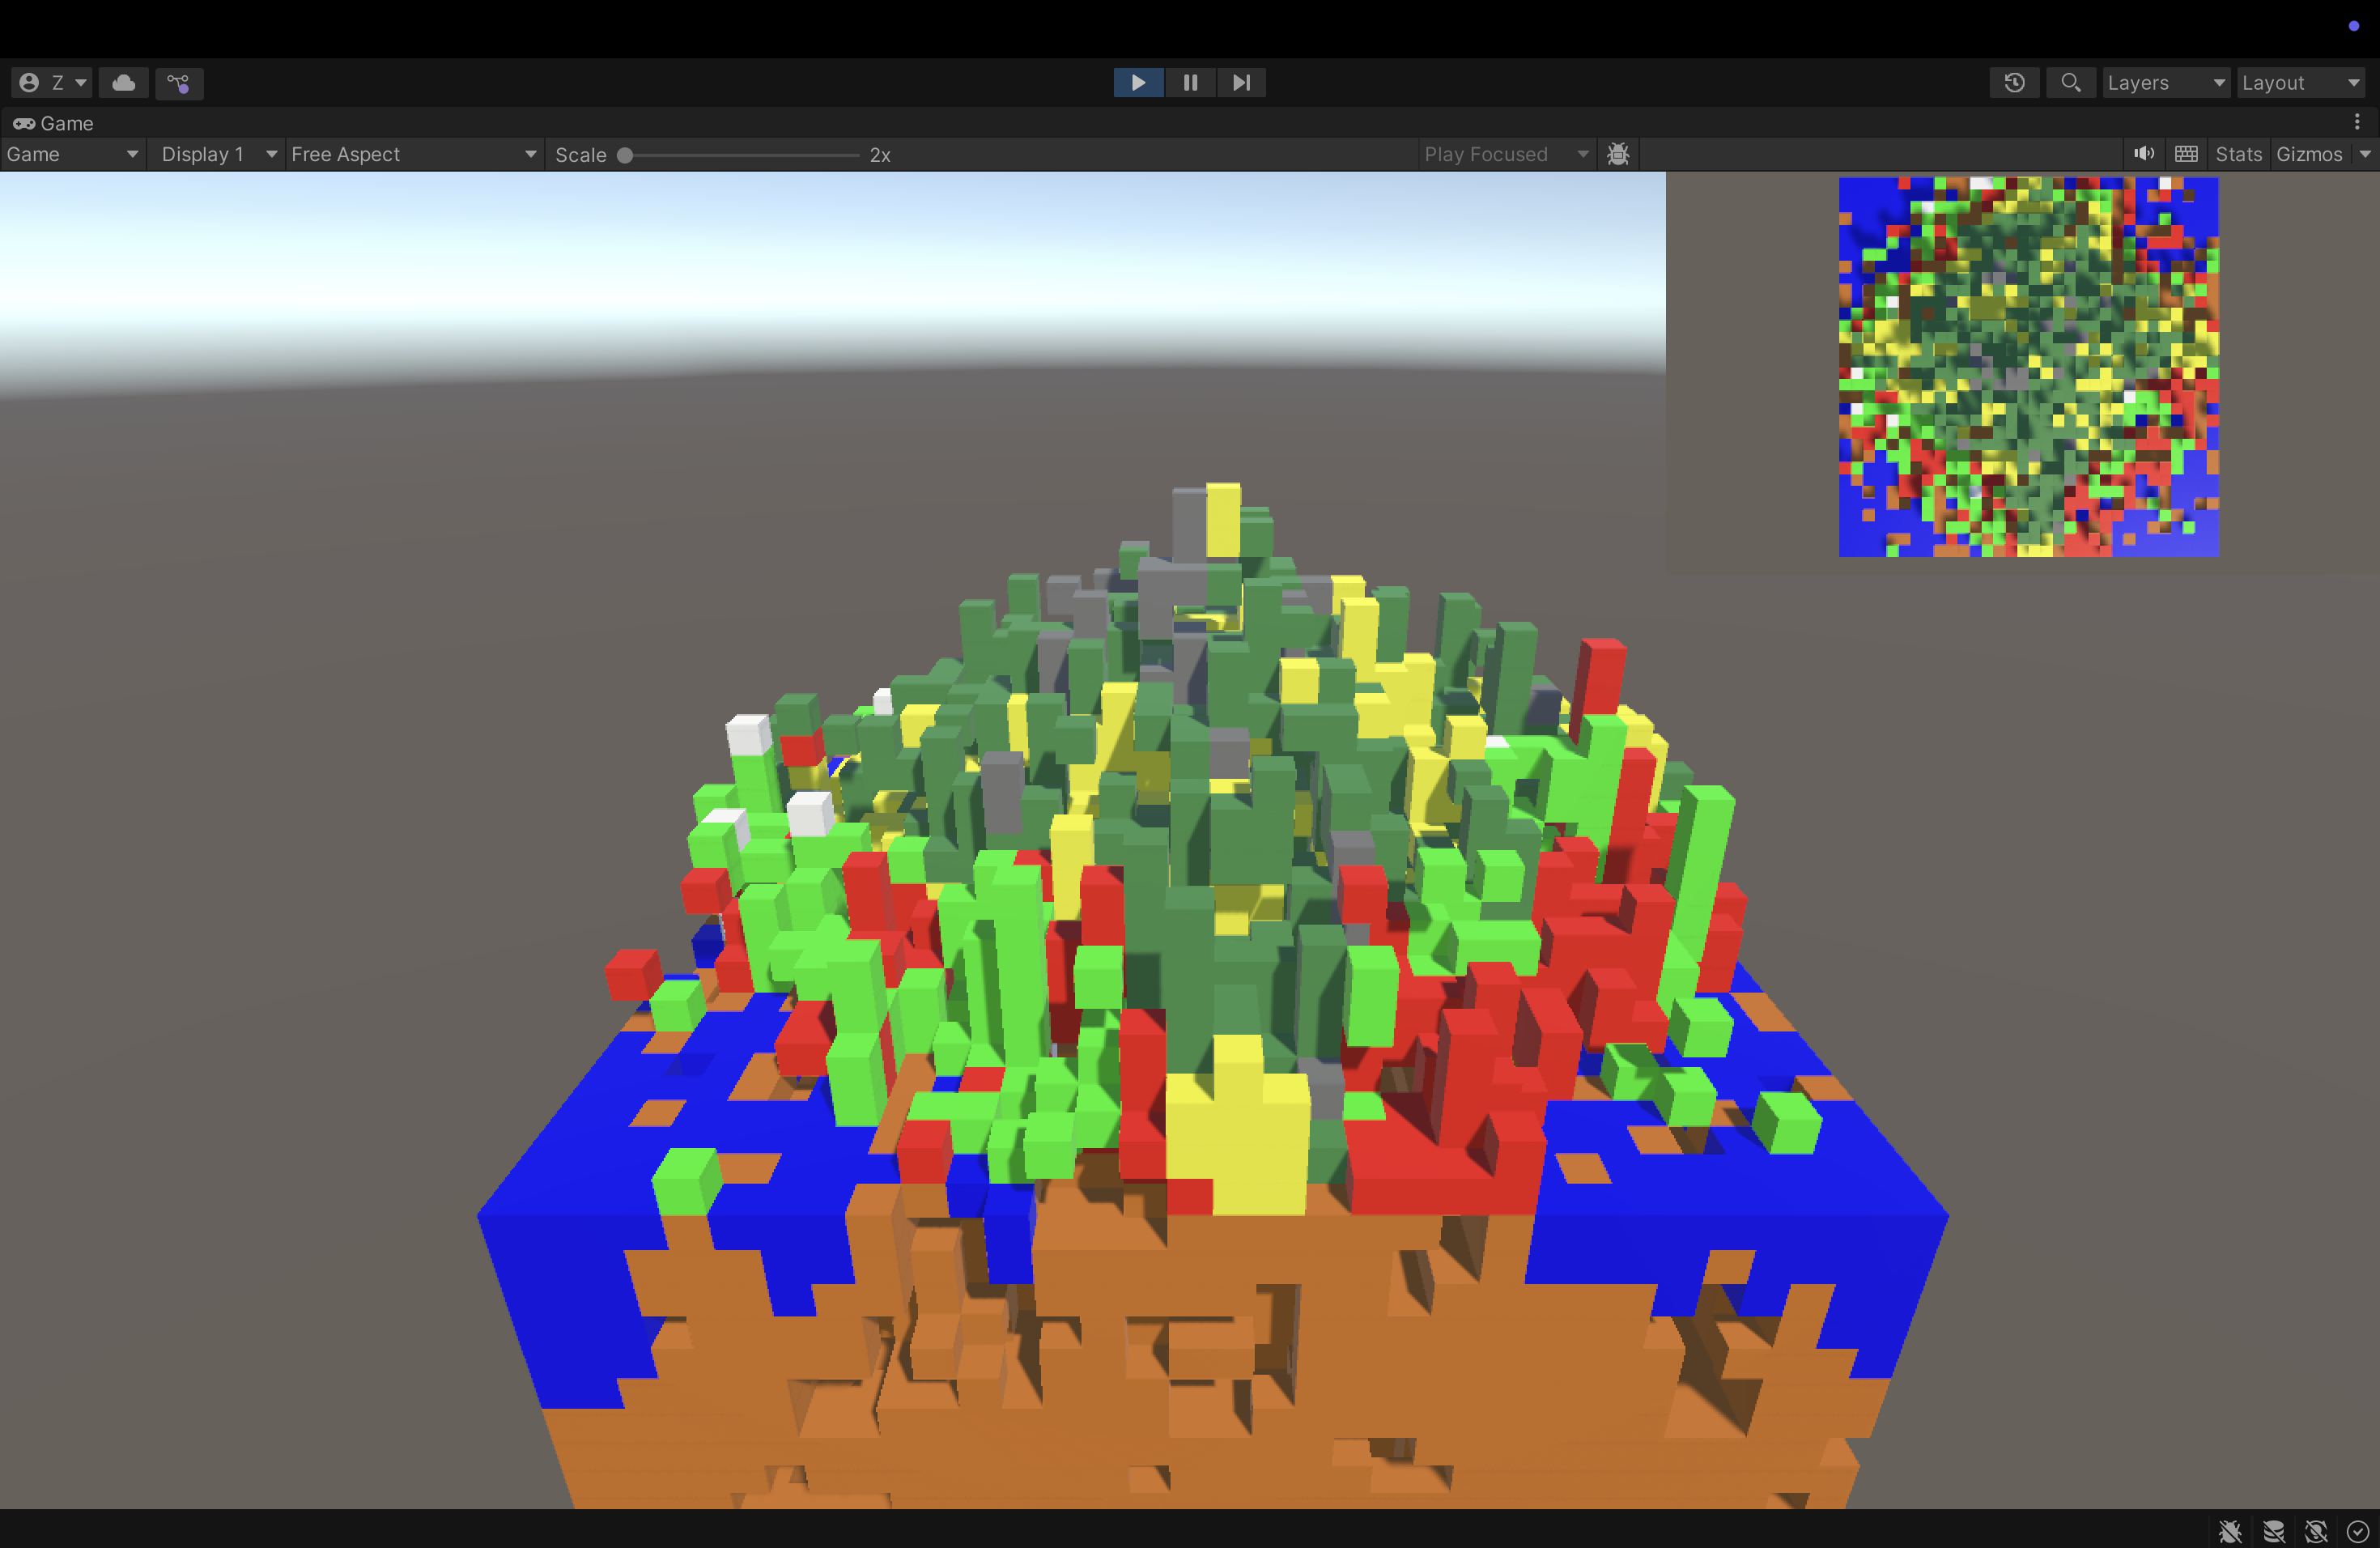 Z
Layers
Layout
Game
Game
Display 1
Free Aspect
Scale
2x
Play Focused
Stats
Gizmos